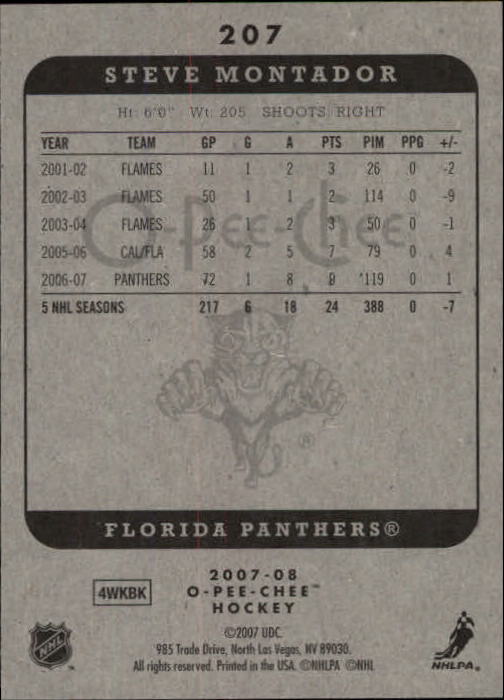 207
STEVE MONTADOR
Ht: 6'0" Wt: 205 SHOOTS: RIGHT
YEAR TEAM GP G A PTS PIM PPG +/-
2001-02 FLAMES 11 1 2 3 26 0 -2
2002-03 FLAMES 50 1 1 2 114 0 -9
2003-04 FLAMES 26 1 2 3 50 0 -1
2005-06 CAL/FLA 58 2 5 7 79 0 4
2006-07 PANTHERS 72 1 8 9 119 0 1
5 NHL SEASONS 217 6 18 24 388 0 -7
O-Pee-Chee
®
FLORIDA PANTHERS®
2007-08
4WKBK O-PEE-CHEE™
HOCKEY
©2007 UDC.
985 Trade Drive, North Las Vegas, NV 89030.
All rights reserved. Printed in the USA. ©NHLPA ©NHL
NHL
NHLPA®